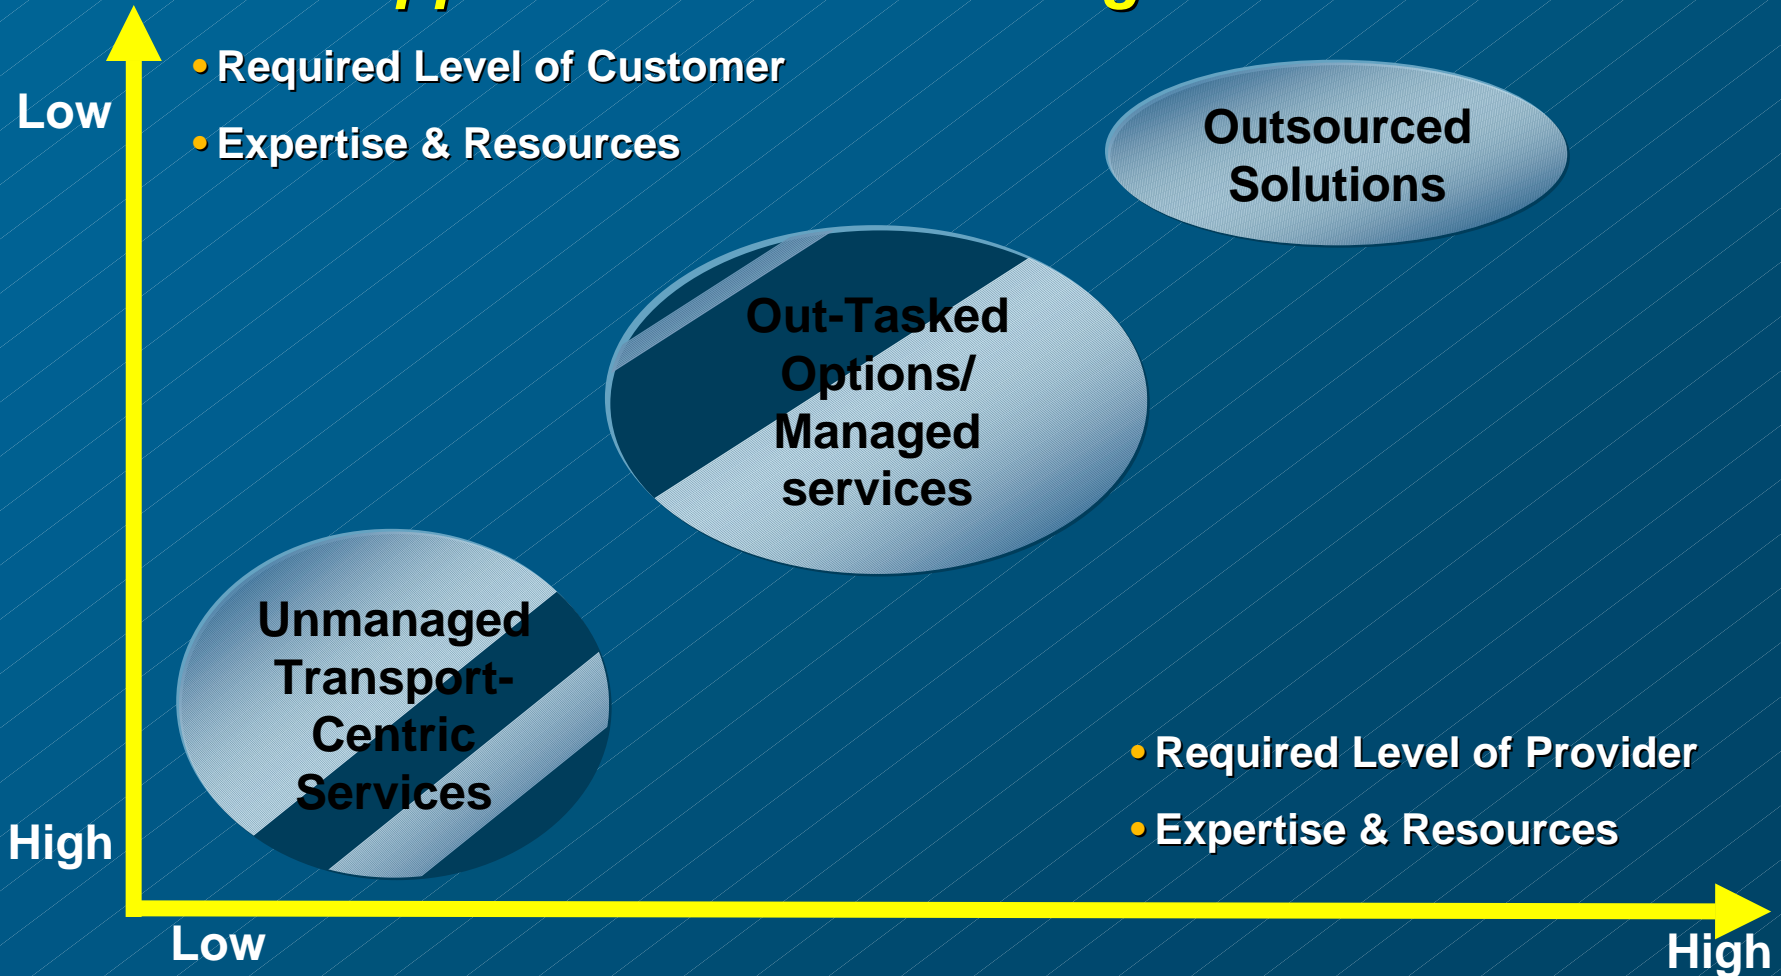 • Required Level of Customer
• Expertise & Resources
Low
Outsourced
Solutions
Out-Tasked
Options/
Managed
services
Unmanaged
Transport-
Centric
Services
• Required Level of Provider
• Expertise & Resources
High
Low
High